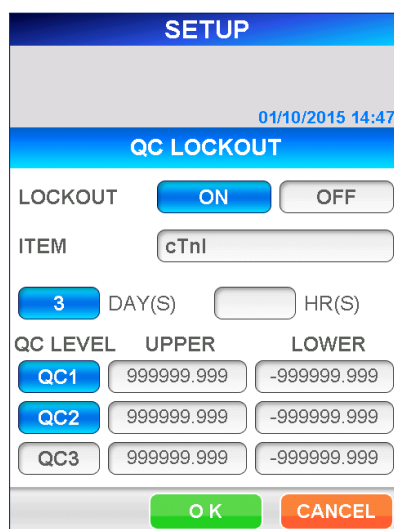 SETUP
01/10/2015 14:47
QC LOCKOUT
LOCKOUT ON OFF
ITEM cTnI
3 DAY(S) HR(S)
QC LEVEL UPPER LOWER
QC1 999999.999 -999999.999
QC2 999999.999 -999999.999
QC3 999999.999 -999999.999
O K CANCEL